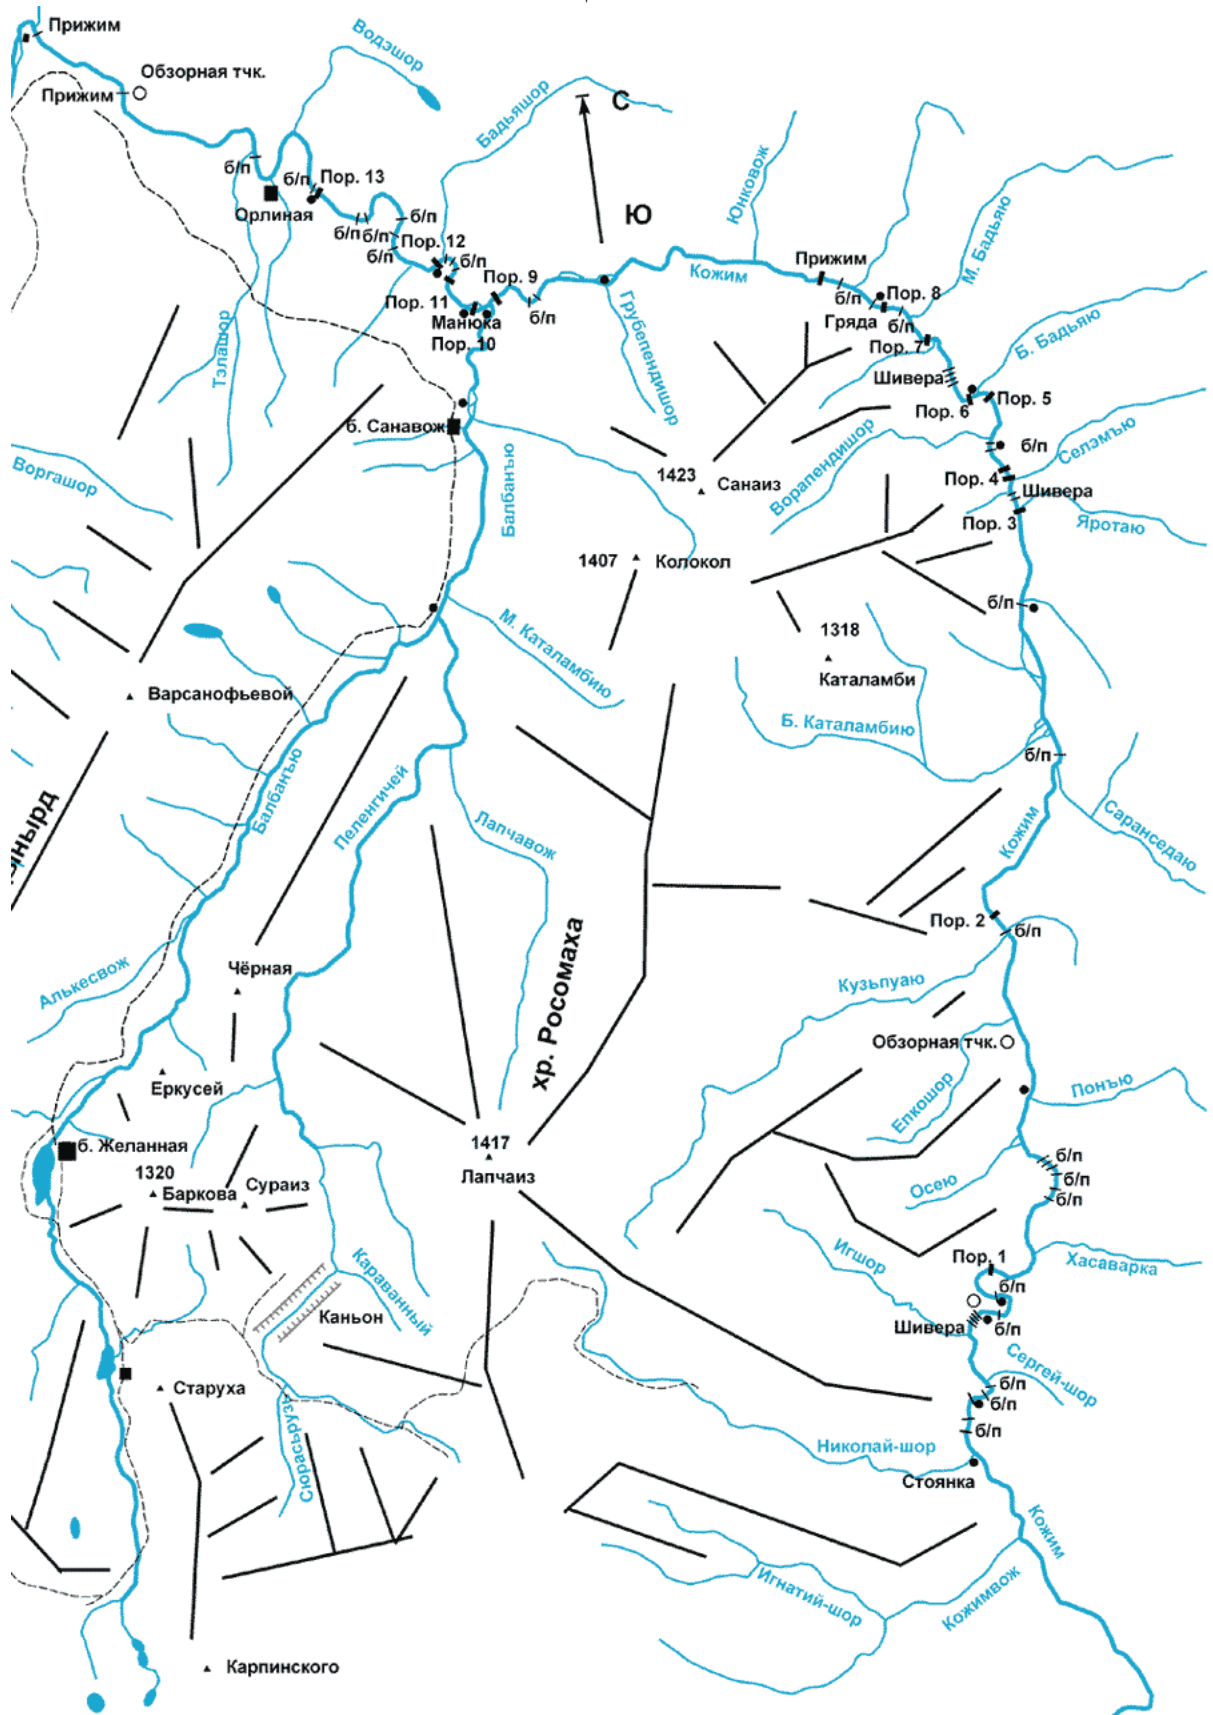 Прижим
Водэшор
Обзорная тчк.
Прижим
Бадьяшор
С
б/п
б/п
Пор. 13
Орлиная
Ю
Юнковож
М. Бадьяю
б/п
б/п
б/п
б/п
Пор. 12
б/п
Пор. 9
Кожим
Прижим
б/п
Пор. 8
Пор. 11
Манюка
Пор. 10
б/п
Грубепендишор
Гряда
б/п
Пор. 7
Б. Бадьяю
Тэлашор
Шивера
Пор. 6
Пор. 5
б. Санавож
Воргашор
Балбанъю
1423
Санаиз
Ворапендишор
б/п
Селэмъю
Пор. 4
Шивера
Пор. 3
Яротаю
1407
Колокол
М. Каталамбию
б/п
1318
Каталамби
Варсанофьевой
Б. Каталамбию
б/п
Балбанъю
Пеленгичей
Лапчавож
Кожим
Саранседаю
ынырд
Пор. 2
б/п
хр. Росомаха
Чёрная
Алькесвож
Кузьпуаю
Обзорная тчк.
Еркусей
Епкошор
Понъю
б. Желанная
1417
Лапчаиз
1320
Баркова
Сураиз
б/п
б/п
б/п
Осею
Игшор
Пор. 1
Хасаварка
б/п
Караванный
Каньон
Шивера
б/п
Сергей-шор
Старуха
б/п
б/п
б/п
Сюрасьрузь
Николай-шор
Стоянка
Кожим
Игнатий-шор
Кожимвож
Карпинского